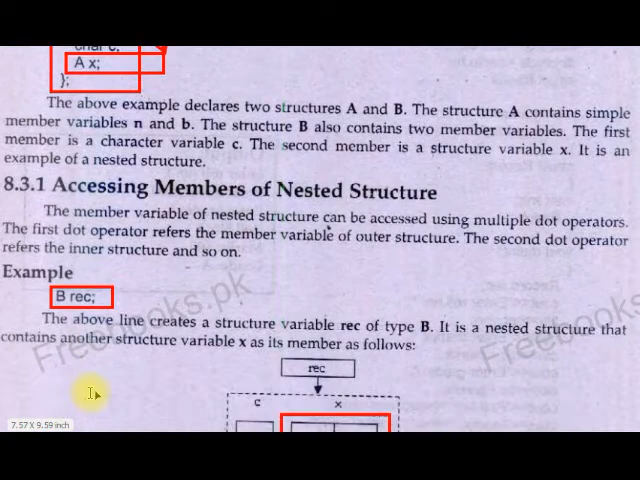 char c;
A x;
};
The above example declares two structures A and B. The structure A contains simple
member variables n and b. The structure B also contains two member variables. The first
member is a character variable c. The second member is a structure variable x. It is an
example of a nested structure.
8.3.1 Accessing Members of Nested Structure
The member variable of nested structure can be accessed using multiple dot operators.
The first dot operator refers the member variable of outer structure. The second dot operator
refers the inner structure and so on.
Example
B rec;
The above line creates a structure variable rec of type B. It is a nested structure that
contains another structure variable x as its member as follows:
Freebooks.pk
Freebooks
rec
c x
7.57 X 9.59 inch